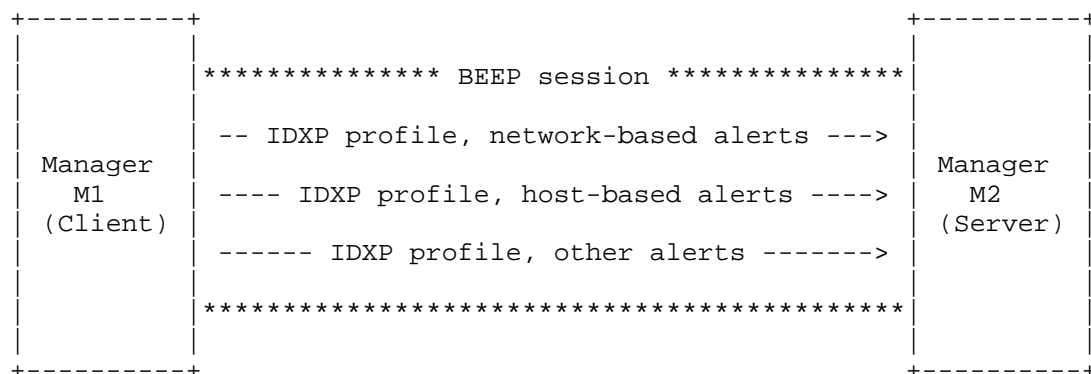 *************** BEEP session ***************
-- IDXP profile, network-based alerts --->
Manager Manager
M1 ---- IDXP profile, host-based alerts ----> M2
(Client) (Server)
------ IDXP profile, other alerts ------->
********************************************